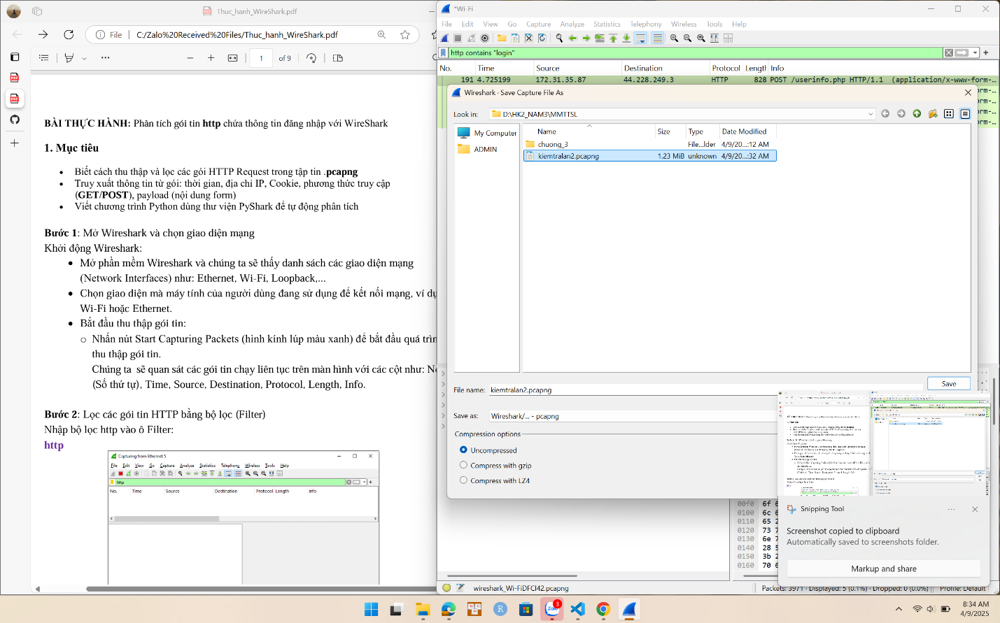 Thuc_hanh_WireShark.pdf
File
C:/Zalo%20Received%20Files/Thuc_hanh_WireShark.pdf
1
of 9
BÀI THỰC HÀNH: Phân tích gói tin http chứa thông tin đăng nhập với WireShark
1. Mục tiêu
• Biết cách thu thập và lọc các gói HTTP Request trong tập tin .pcapng
• Truy xuất thông tin từ gói: thời gian, địa chỉ IP, Cookie, phương thức truy cập
(GET/POST), payload (nội dung form)
• Viết chương trình Python dùng thư viện PyShark để tự động phân tích
Bước 1: Mở Wireshark và chọn giao diện mạng
Khởi động Wireshark:
• Mở phần mềm Wireshark và chúng ta sẽ thấy danh sách các giao diện mạng
(Network Interfaces) như: Ethernet, Wi-Fi, Loopback,...
• Chọn giao diện mà máy tính của người dùng đang sử dụng để kết nối mạng, ví dụ
Wi-Fi hoặc Ethernet.
• Bắt đầu thu thập gói tin:
o Nhấn nút Start Capturing Packets (hình kính lúp màu xanh) để bắt đầu quá trìn
thu thập gói tin.
Chúng ta sẽ quan sát các gói tin chạy liên tục trên màn hình với các cột như: No
(Số thứ tự), Time, Source, Destination, Protocol, Length, Info.
Bước 2: Lọc các gói tin HTTP bằng bộ lọc (Filter)
Nhập bộ lọc http vào ô Filter:
http
Capturing from Ethernet 5
File Edit View Go Capture Analyze Statistics Telephony Wireless Tools Help
http
No. Time Source Destination Protocol Length Info
*Wi-Fi
File Edit View Go Capture Analyze Statistics Telephony Wireless Tools Help
http contains "login"
No. Time Source Destination Protocol Length Info
191 4.725199 172.31.35.87 44.228.249.3 HTTP 828 POST /userinfo.php HTTP/1.1 (application/x-www-form-…
orm-…
orm-…
orm-…
orm-…
Wireshark · Save Capture File As
Look in:
D:\HK2_NAM3\MMTTSL
My Computer
ADMIN
Name Size Type Date Modified
chuong_3 File...lder 4/9/20...:12 AM
kiemtralan2.pcapng 1.23 MiB unknown 4/9/20...:32 AM
File name: kiemtralan2.pcapng
Save
Save as: Wireshark/... - pcapng
Compression options
Uncompressed
Compress with gzip
Compress with LZ4
00f0 6f 6
0100 6c 6
0110 65 2
0120 73 7
0130 6e 7
0140 28 5
0150 3b 2
0160 70 6
Snipping Tool
Screenshot copied to clipboard
Automatically saved to screenshots folder.
Markup and share
wireshark_Wi-FiDFCI42.pcapng
Packets: 3971 · Displayed: 5 (0.1%) · Dropped: 0 (0.0%)
Profile: Default
Zalo
3
R
8:34 AM
4/9/2025